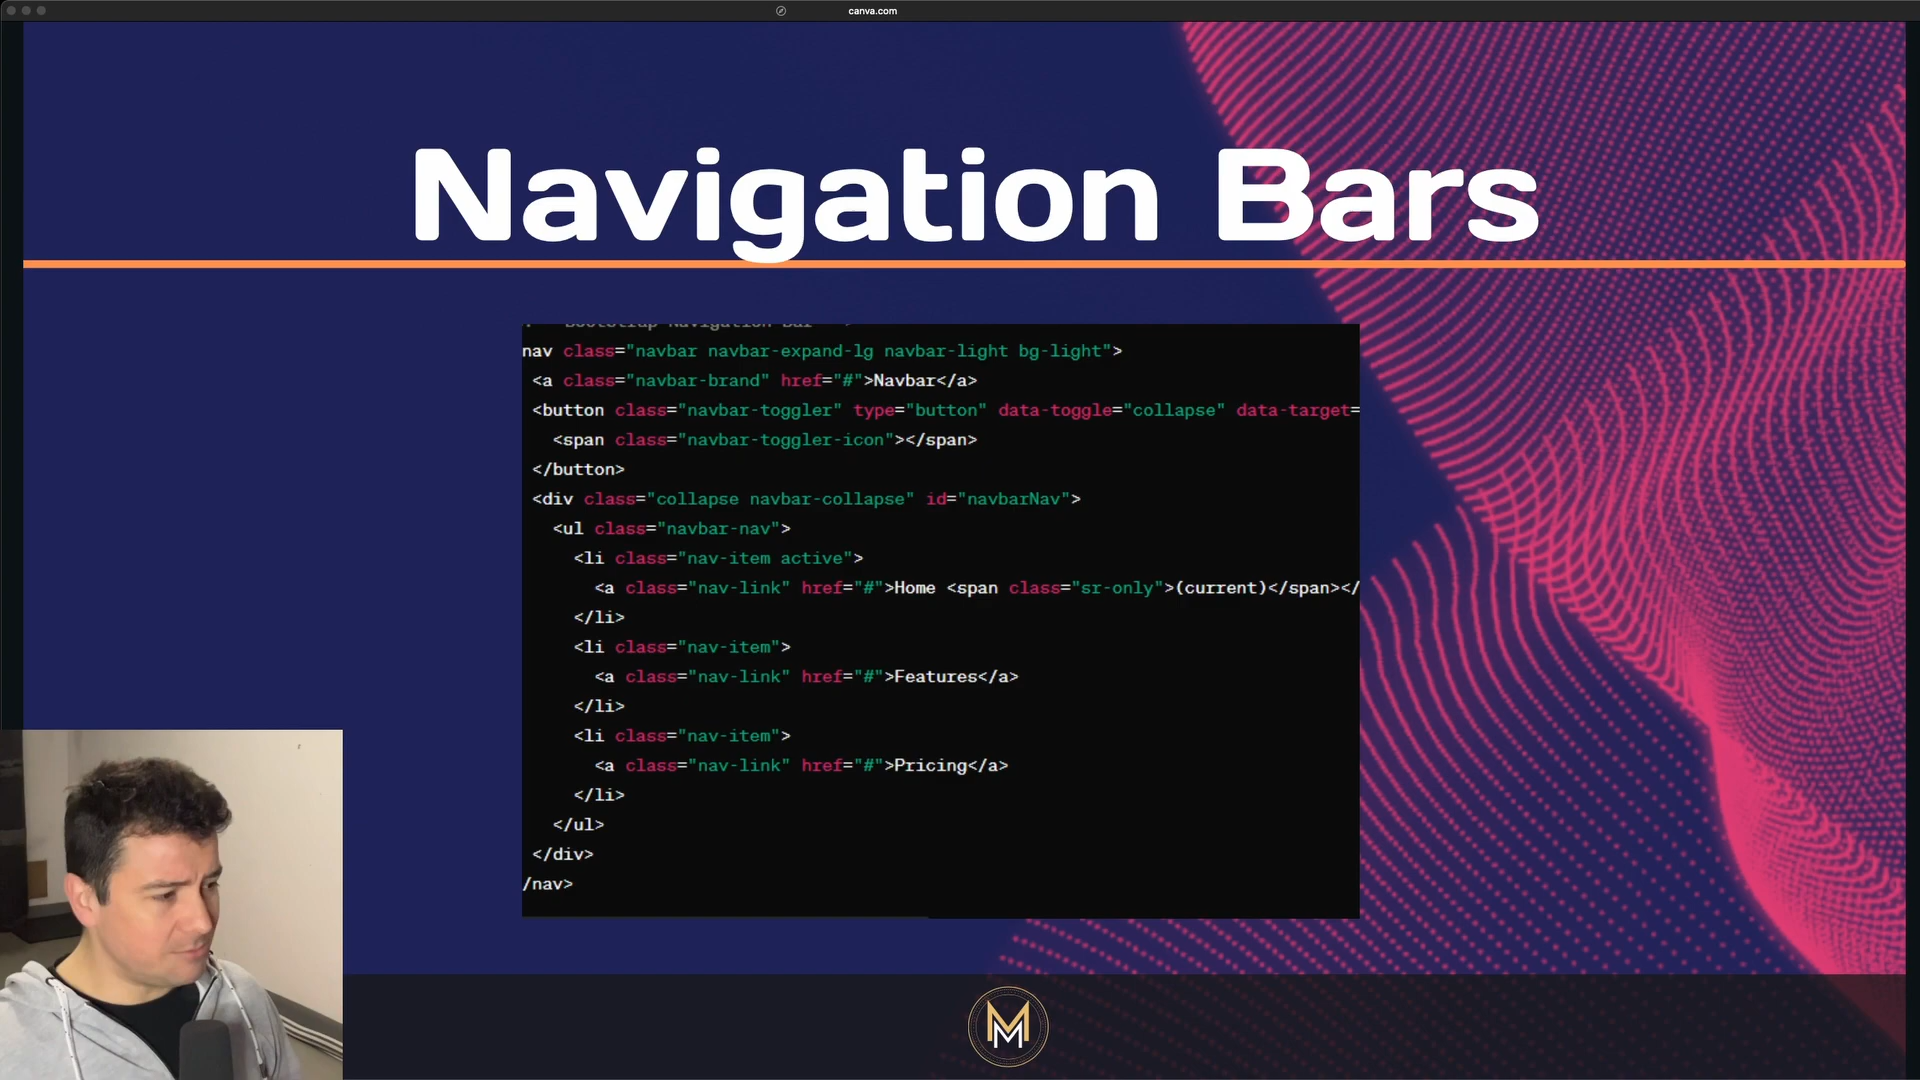 canva.com
Navigation Bars
Bootstrap Navigation Bar
nav class="navbar navbar-expand-lg navbar-light bg-light">
<a class="navbar-brand" href="#">Navbar</a>
<button class="navbar-toggler" type="button" data-toggle="collapse" data-target=
<span class="navbar-toggler-icon"></span>
</button>
<div class="collapse navbar-collapse" id="navbarNav">
<ul class="navbar-nav">
<li class="nav-item active">
<a class="nav-link" href="#">Home <span class="sr-only">(current)</span></
</li>
<li class="nav-item">
<a class="nav-link" href="#">Features</a>
</li>
<li class="nav-item">
<a class="nav-link" href="#">Pricing</a>
</li>
</ul>
</div>
/nav>
M
M